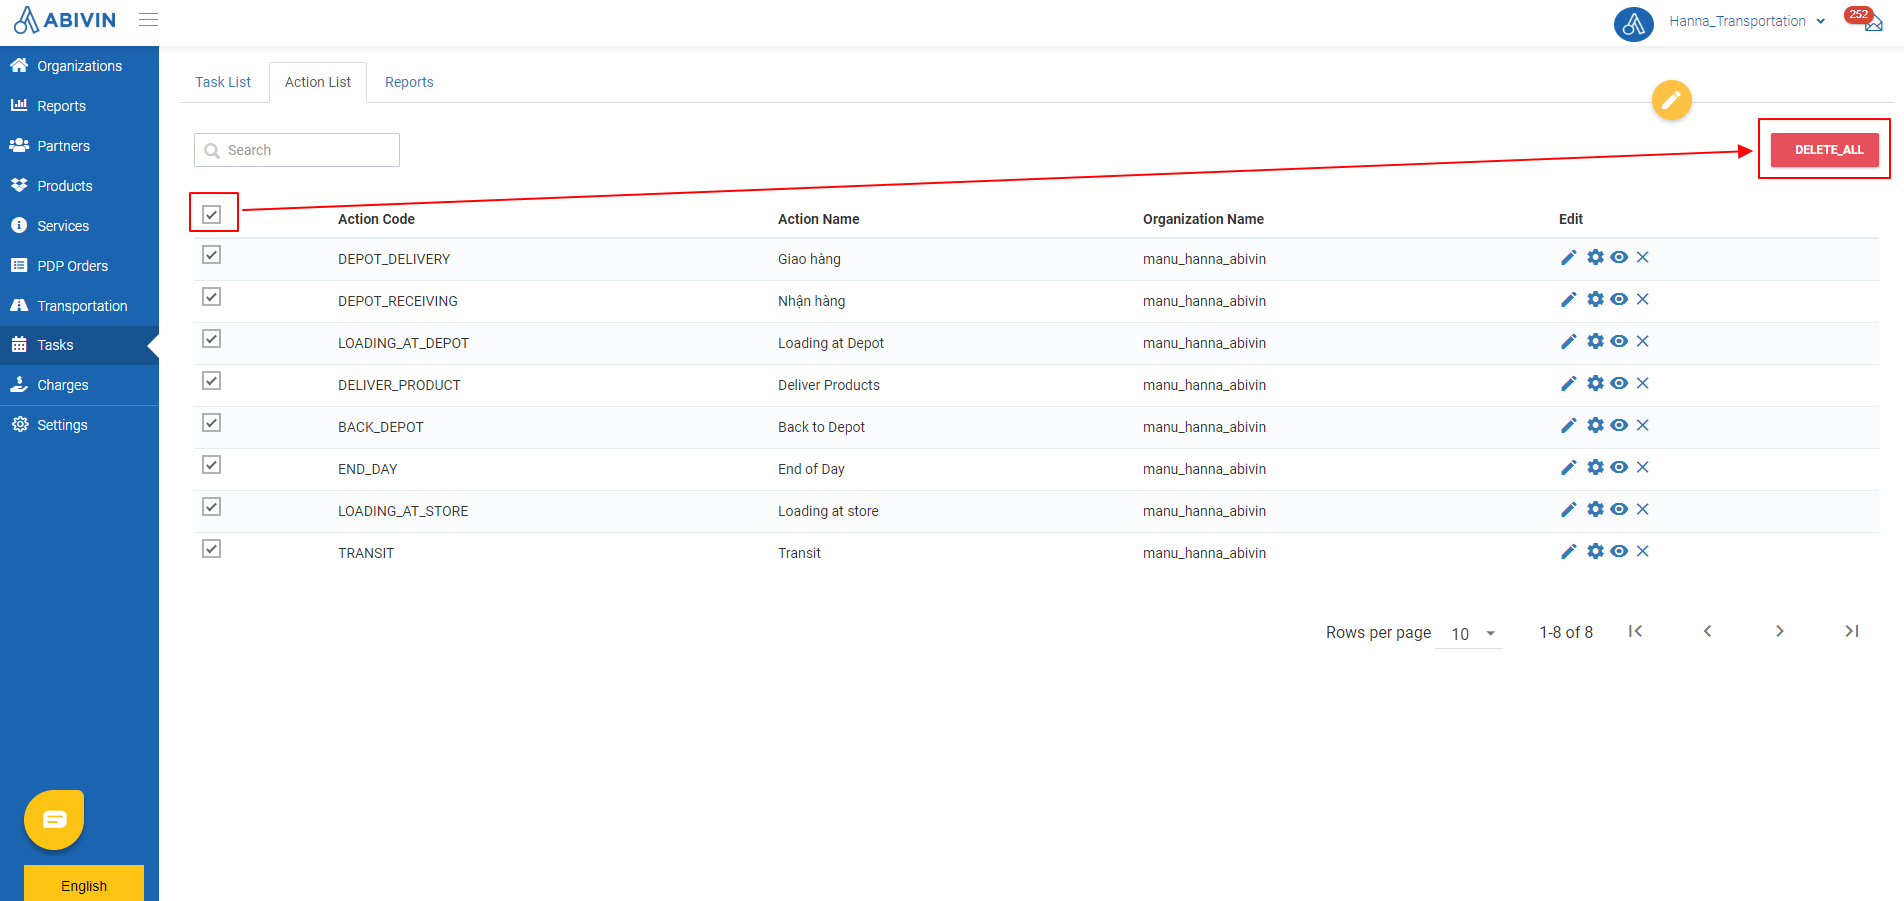 ABIVIN
Hanna_Transportation
252
Organizations
Reports
Partners
Products
Services
PDP Orders
Transportation
Tasks
Charges
Settings
English
Task List Action List Reports
Search
DELETE_ALL
Action Code Action Name Organization Name Edit
DEPOT_DELIVERY Giao hàng manu_hanna_abivin
DEPOT_RECEIVING Nhận hàng manu_hanna_abivin
LOADING_AT_DEPOT Loading at Depot manu_hanna_abivin
DELIVER_PRODUCT Deliver Products manu_hanna_abivin
BACK_DEPOT Back to Depot manu_hanna_abivin
END_DAY End of Day manu_hanna_abivin
LOADING_AT_STORE Loading at store manu_hanna_abivin
TRANSIT Transit manu_hanna_abivin
Rows per page 10 1-8 of 8